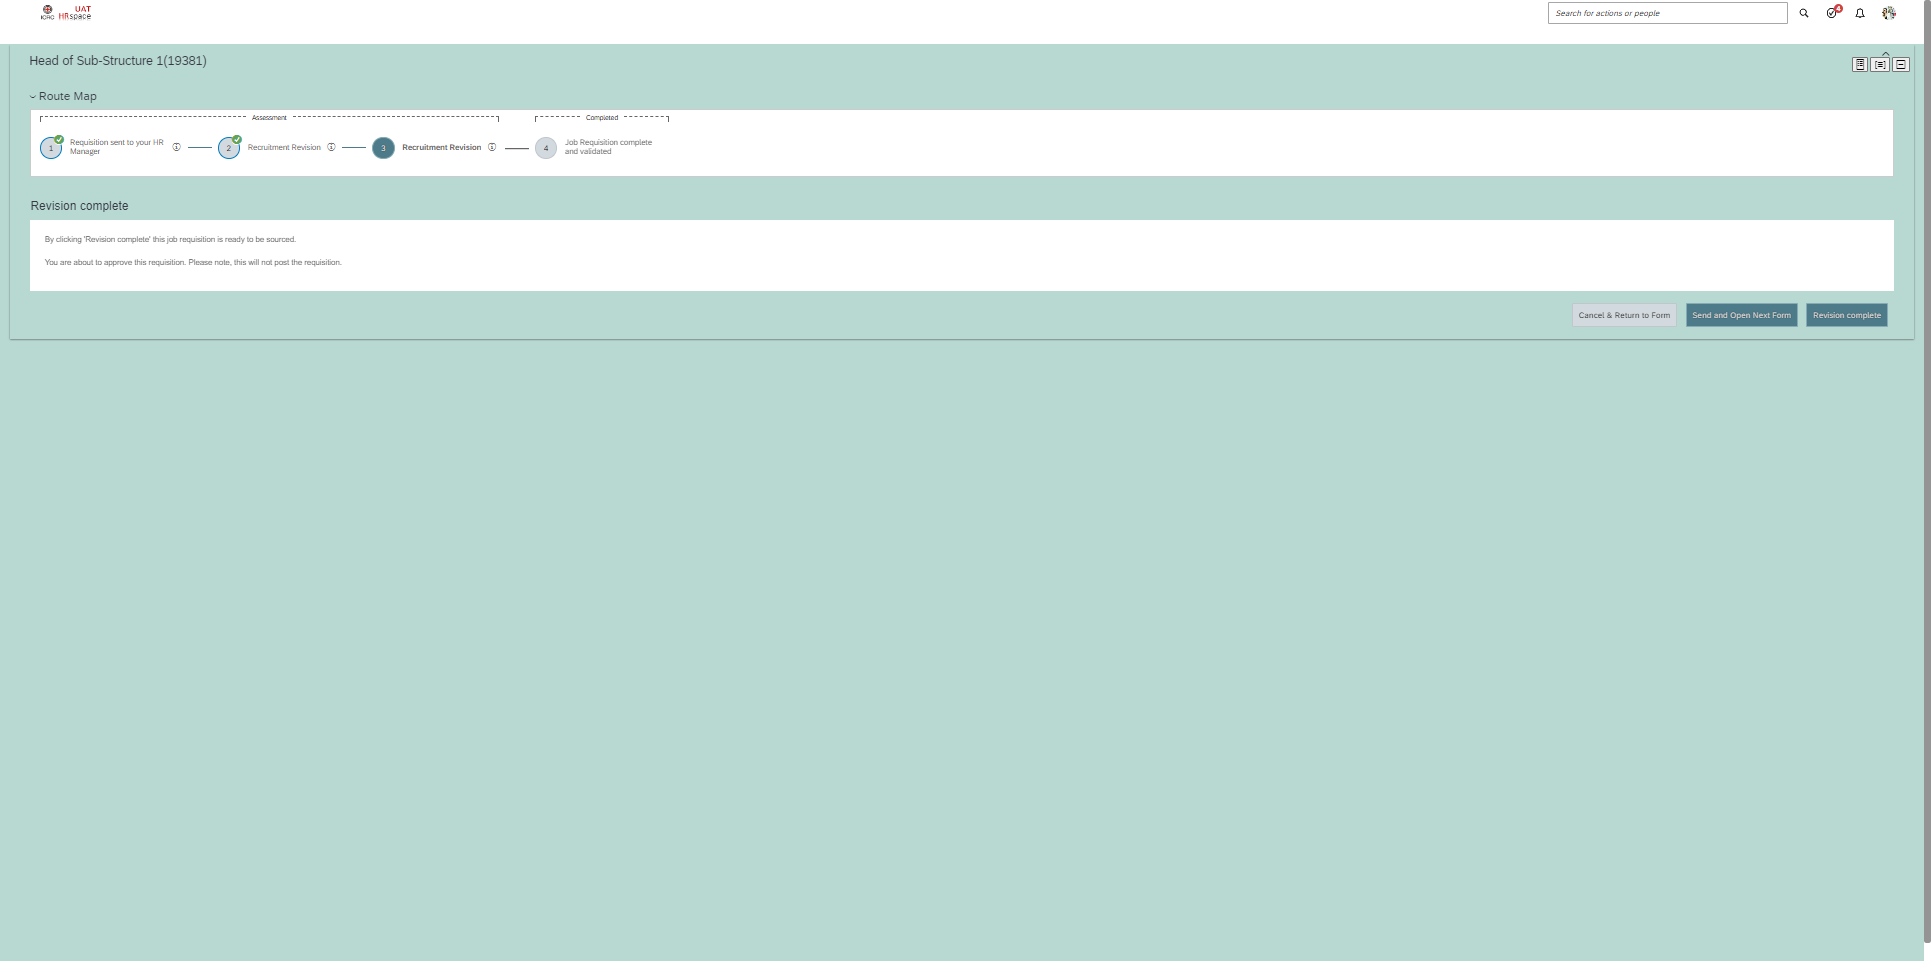 ICRC
UAT
HRspace
Search for actions or people
4
Head of Sub-Structure 1(19381)
Route Map
Assessment
Completed
1
Requisition sent to your HR
Manager
2
Recruitment Revision
3
Recruitment Revision
4
Job Requisition complete
and validated
Revision complete
By clicking 'Revision complete' this job requisition is ready to be sourced.
You are about to approve this requisition. Please note, this will not post the requisition.
Cancel & Return to Form
Send and Open Next Form
Revision complete